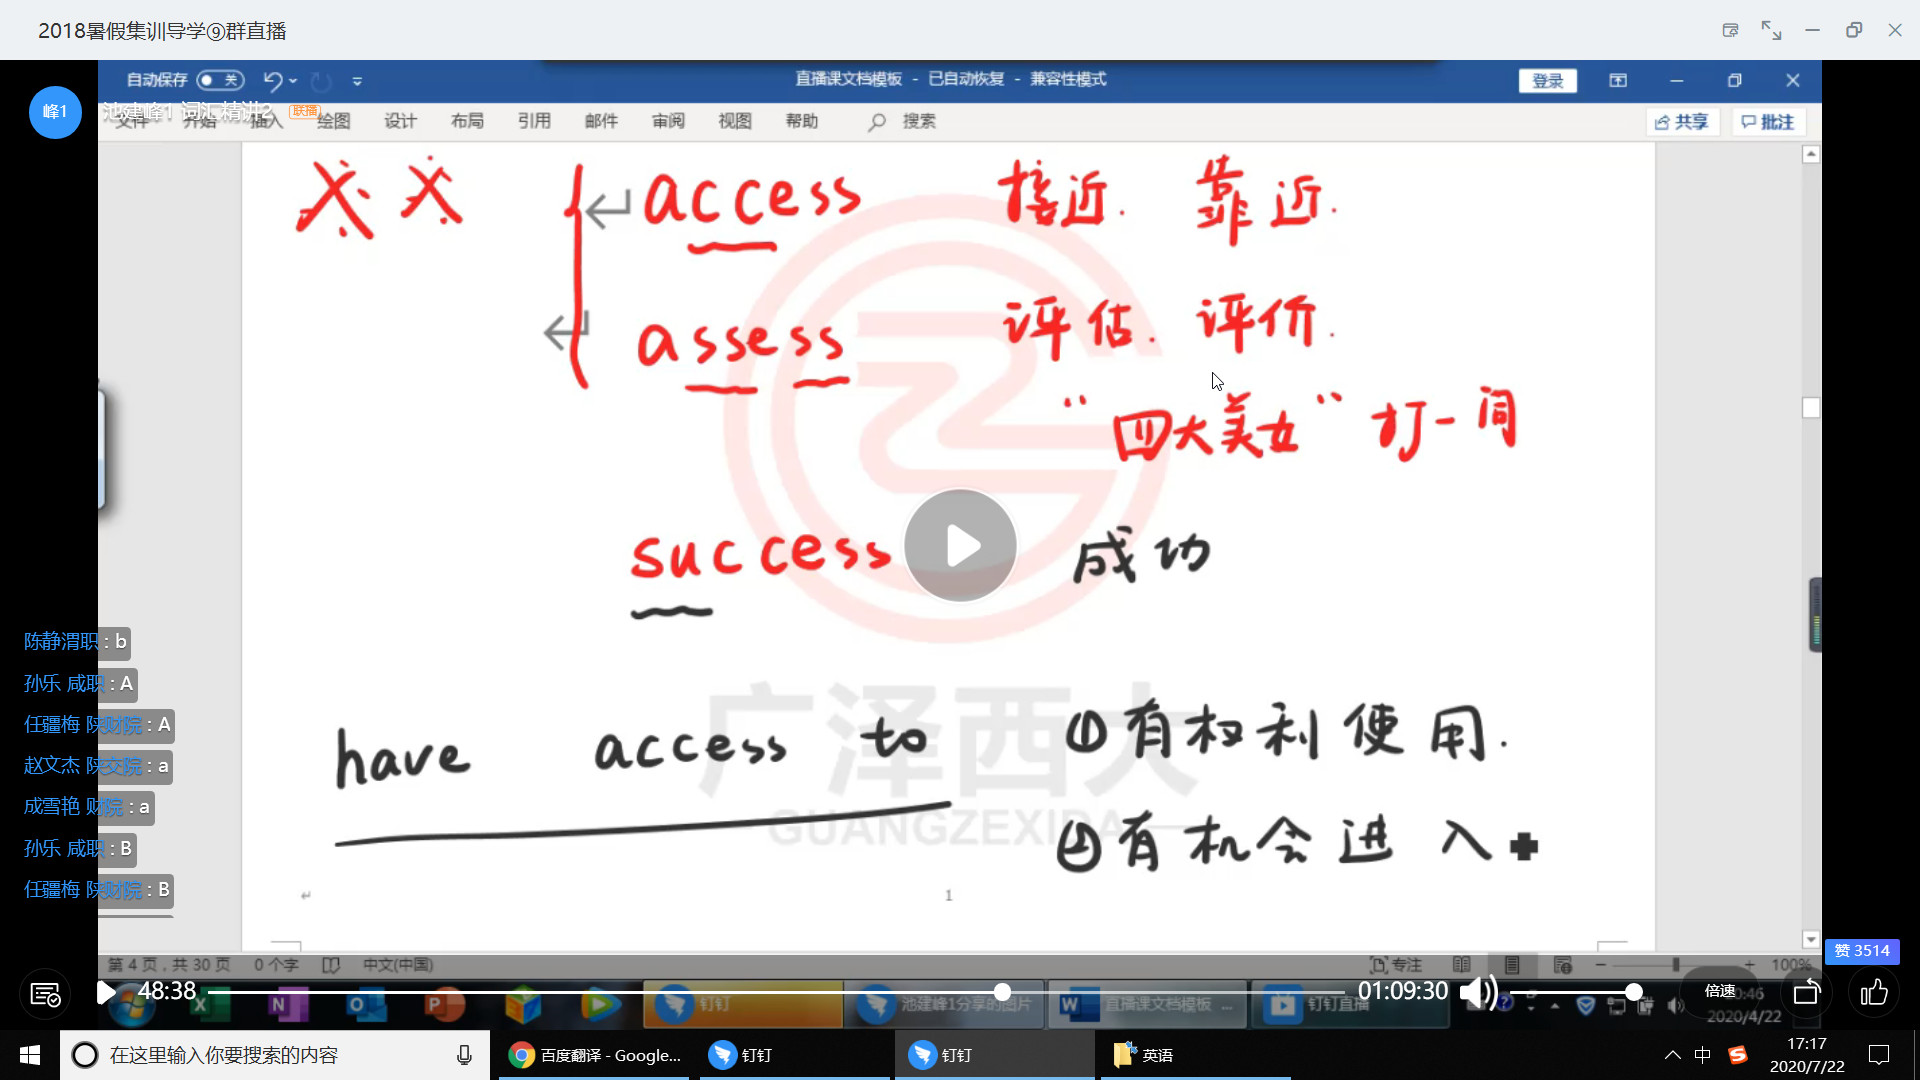 2018暑假集训导学⑨群直播
自动保存 关
直播课文档模板 - 已自动恢复 - 兼容性模式
登录
峰1
池建峰1 词汇精讲2 联播
文件 开始 插入 绘图 设计 布局 引用 邮件 审阅 视图 帮助 搜索
共享 批注
access 接近. 靠近.
assess 评估. 评价.
"四大美女" 打一词
success 成功
have access to ①有权利使用.
②有机会进入
广泽西大
GUANGZEXIDA
1
陈静渭职 : b
孙乐 咸职 : A
任疆梅 陕财院 : A
赵文杰 陕交院 : a
成雪艳 财院 : a
孙乐 咸职 : B
任疆梅 陕财院 : B
赞 3514
第 4 页，共 30 页 0 个字 中文(中国) 专注 100%
48:38 01:09:30 倍速
钉钉 池建峰1分享的图片 直播课文档模板 ... 钉钉直播
2020/4/22
在这里输入你要搜索的内容
百度翻译 - Google... 钉钉 钉钉 英语
中
17:17
2020/7/22